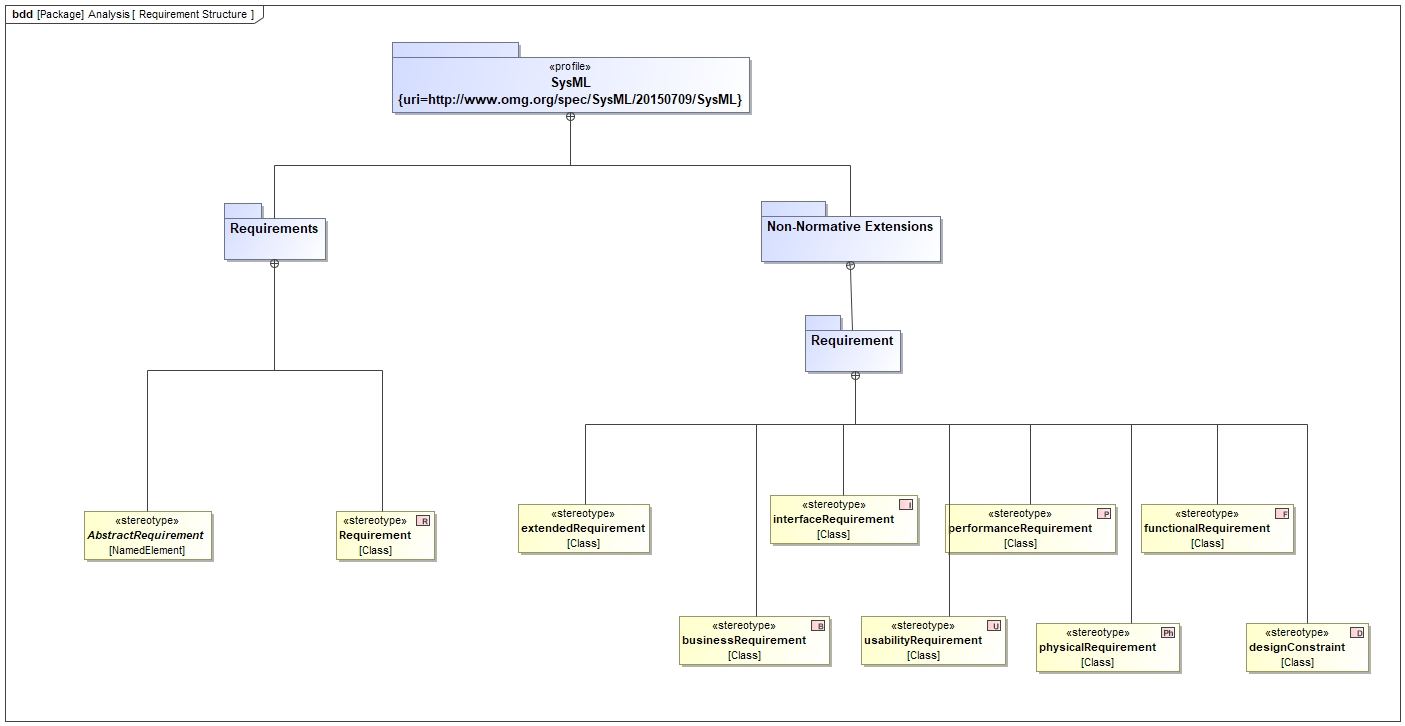 bdd [Package] Analysis [ Requirement Structure ]
«profile»
SysML
{uri=http://www.omg.org/spec/SysML/20150709/SysML}
Requirements
Non-Normative Extensions
Requirement
«stereotype»
AbstractRequirement
[NamedElement]
«stereotype» R
Requirement
[Class]
«stereotype»
extendedRequirement
[Class]
«stereotype» I
interfaceRequirement
[Class]
«stereotype» P
performanceRequirement
[Class]
«stereotype» F
functionalRequirement
[Class]
«stereotype» B
businessRequirement
[Class]
«stereotype» U
usabilityRequirement
[Class]
«stereotype» Ph
physicalRequirement
[Class]
«stereotype» D
designConstraint
[Class]